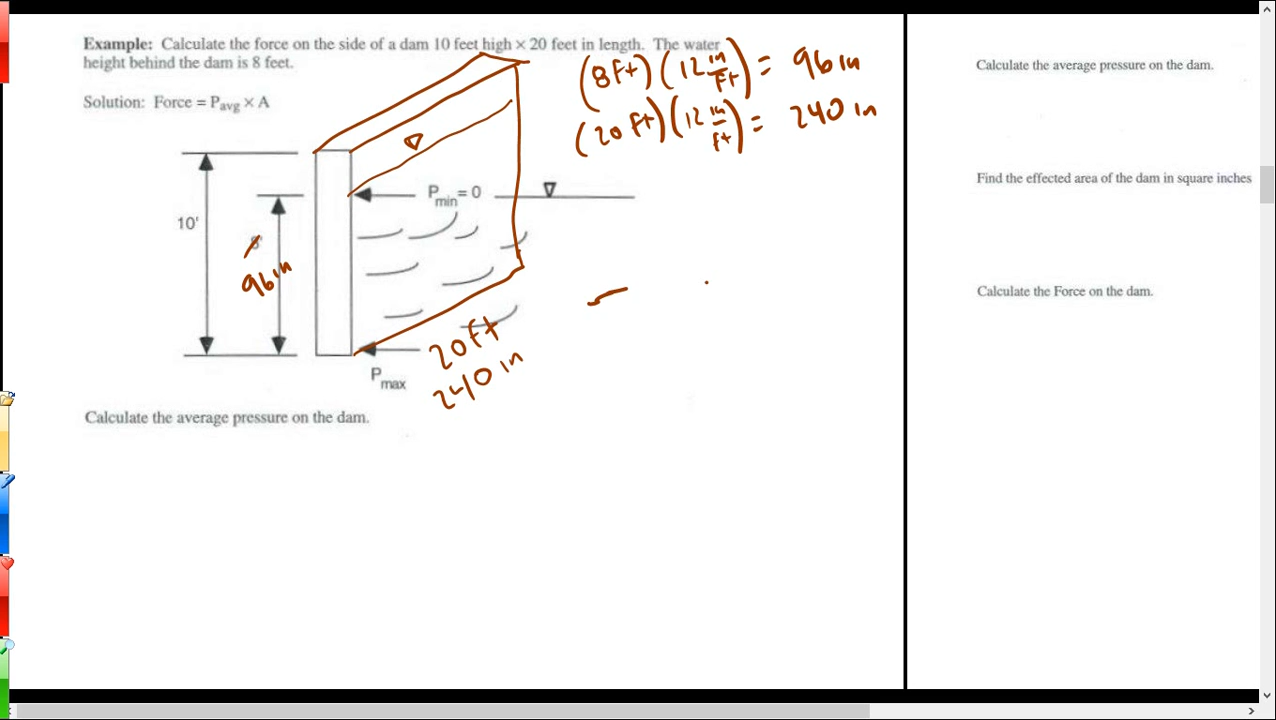 Example: Calculate the force on the side of a dam 10 feet high × 20 feet in length. The water
height behind the dam is 8 feet.
(8ft)(12 in/ft) = 96 in
(20 ft)(12 in/ft) = 240 in
Solution: Force = Pavg × A
Pmin = 0
10'
96 in
20ft
240 in
Pmax
Calculate the average pressure on the dam.
Calculate the average pressure on the dam.
Find the effected area of the dam in square inches
Calculate the Force on the dam.